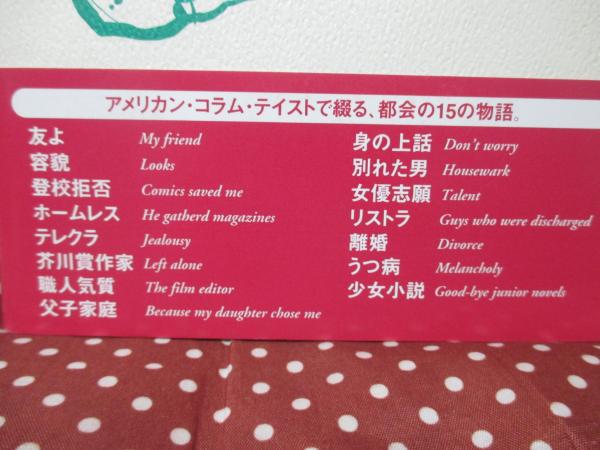 アメリカン・コラム・テイストで綴る、都会の15の物語。
友よ My friend
容貌 Looks
登校拒否 Comics saved me
ホームレス He gatherd magazines
テレクラ Jealousy
芥川賞作家 Left alone
職人気質 The film editor
父子家庭 Because my daughter chose me
身の上話 Don't worry
別れた男 Housewark
女優志願 Talent
リストラ Guys who were discharged
離婚 Divorce
うつ病 Melancholy
少女小説 Good-bye junior novels